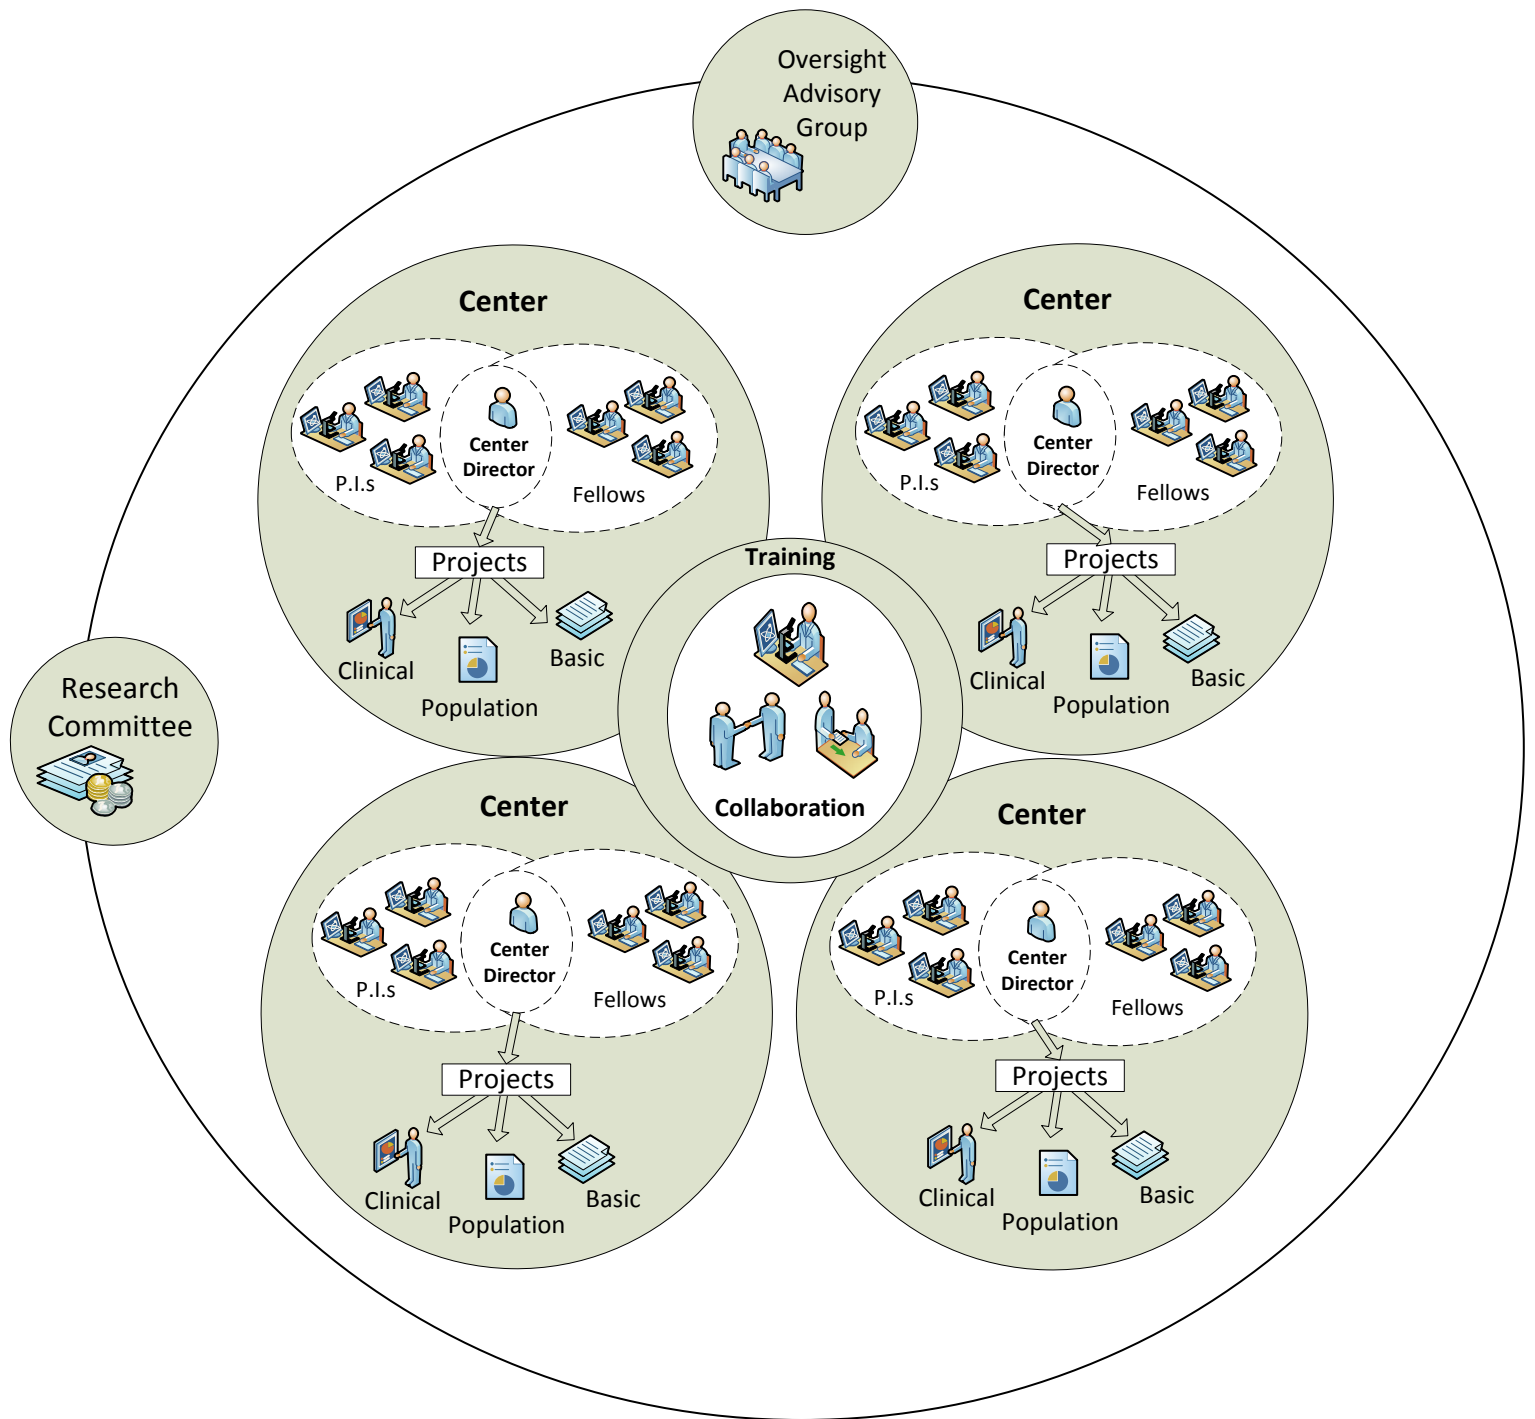 Oversight
Advisory
Group
Center
Center
Director
P.I.s
Fellows
Projects
Clinical
Population
Basic
Center
Center
Director
P.I.s
Fellows
Projects
Clinical
Population
Basic
Training
Collaboration
Research
Committee
Center
Center
Director
P.I.s
Fellows
Projects
Clinical
Population
Basic
Center
Center
Director
P.I.s
Fellows
Projects
Clinical
Population
Basic